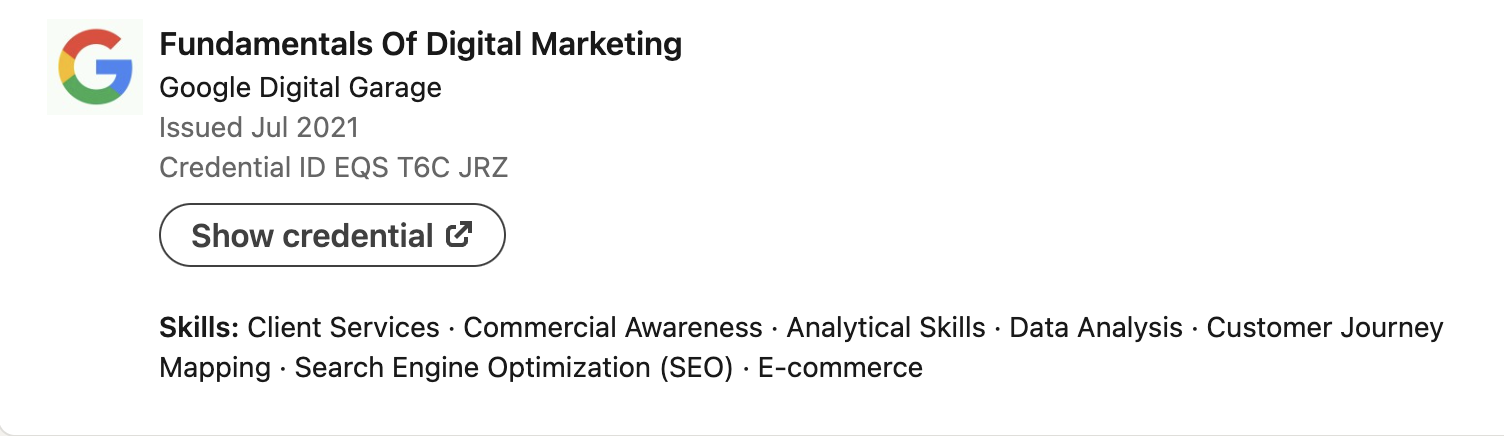 Fundamentals Of Digital Marketing
Google Digital Garage
Issued Jul 2021
Credential ID EQS T6C JRZ
Show credential
Skills: Client Services · Commercial Awareness · Analytical Skills · Data Analysis · Customer Journey
Mapping · Search Engine Optimization (SEO) · E-commerce